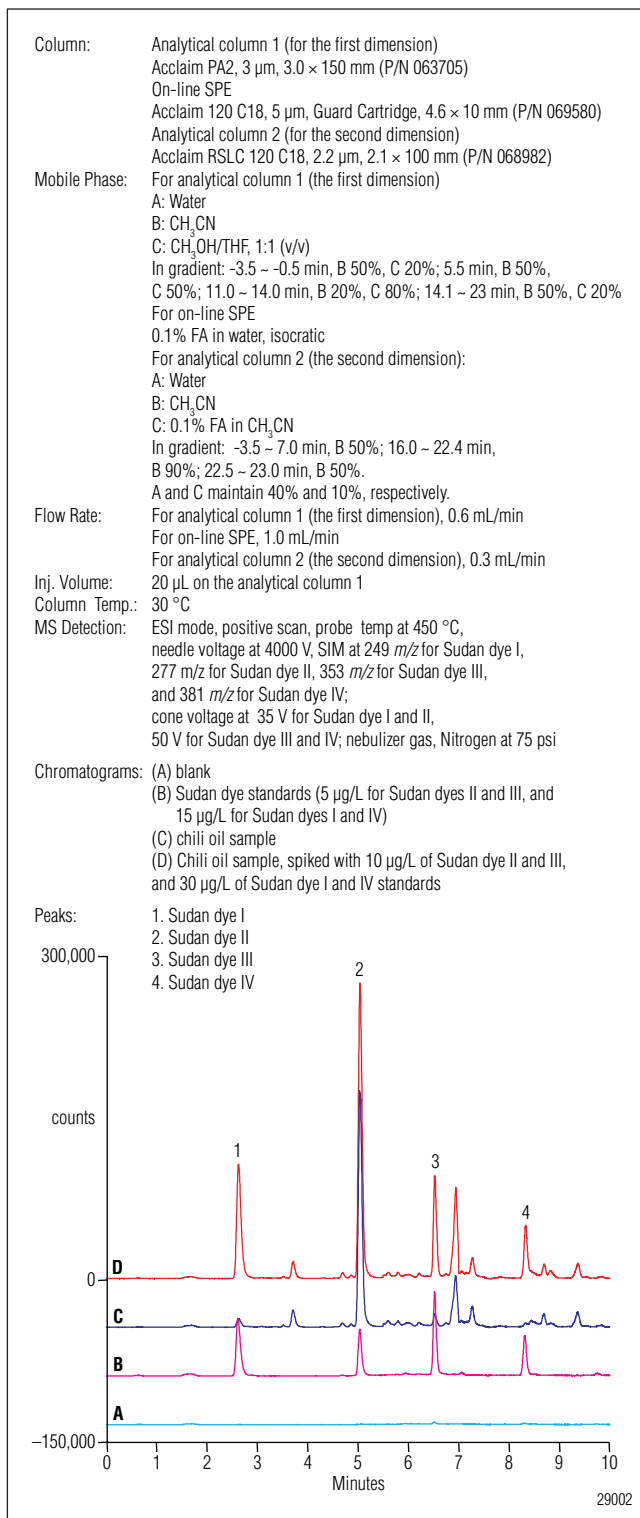 Column: Analytical column 1 (for the first dimension)
Acclaim PA2, 3 µm, 3.0 × 150 mm (P/N 063705)
On-line SPE
Acclaim 120 C18, 5 µm, Guard Cartridge, 4.6 × 10 mm (P/N 069580)
Analytical column 2 (for the second dimension)
Acclaim RSLC 120 C18, 2.2 µm, 2.1 × 100 mm (P/N 068982)
Mobile Phase: For analytical column 1 (the first dimension)
A: Water
B: CH3CN
C: CH3OH/THF, 1:1 (v/v)
In gradient: -3.5 ~ -0.5 min, B 50%, C 20%; 5.5 min, B 50%,
C 50%; 11.0 ~ 14.0 min, B 20%, C 80%; 14.1 ~ 23 min, B 50%, C 20%
For on-line SPE
0.1% FA in water, isocratic
For analytical column 2 (the second dimension):
A: Water
B: CH3CN
C: 0.1% FA in CH3CN
In gradient: -3.5 ~ 7.0 min, B 50%; 16.0 ~ 22.4 min,
B 90%; 22.5 ~ 23.0 min, B 50%.
A and C maintain 40% and 10%, respectively.
Flow Rate: For analytical column 1 (the first dimension), 0.6 mL/min
For on-line SPE, 1.0 mL/min
For analytical column 2 (the second dimension), 0.3 mL/min
Inj. Volume: 20 µL on the analytical column 1
Column Temp.: 30 °C
MS Detection: ESI mode, positive scan, probe temp at 450 °C,
needle voltage at 4000 V, SIM at 249 m/z for Sudan dye I,
277 m/z for Sudan dye II, 353 m/z for Sudan dye III,
and 381 m/z for Sudan dye IV;
cone voltage at 35 V for Sudan dye I and II,
50 V for Sudan dye III and IV; nebulizer gas, Nitrogen at 75 psi
Chromatograms: (A) blank
(B) Sudan dye standards (5 µg/L for Sudan dyes II and III, and
15 µg/L for Sudan dyes I and IV)
(C) chili oil sample
(D) Chili oil sample, spiked with 10 µg/L of Sudan dye II and III,
and 30 µg/L of Sudan dye I and IV standards
Peaks: 1. Sudan dye I
2. Sudan dye II
3. Sudan dye III
4. Sudan dye IV
300,000
2
counts
1
3
4
D
0
C
B
A
–150,000
0 1 2 3 4 5 6 7 8 9 10
Minutes
29002